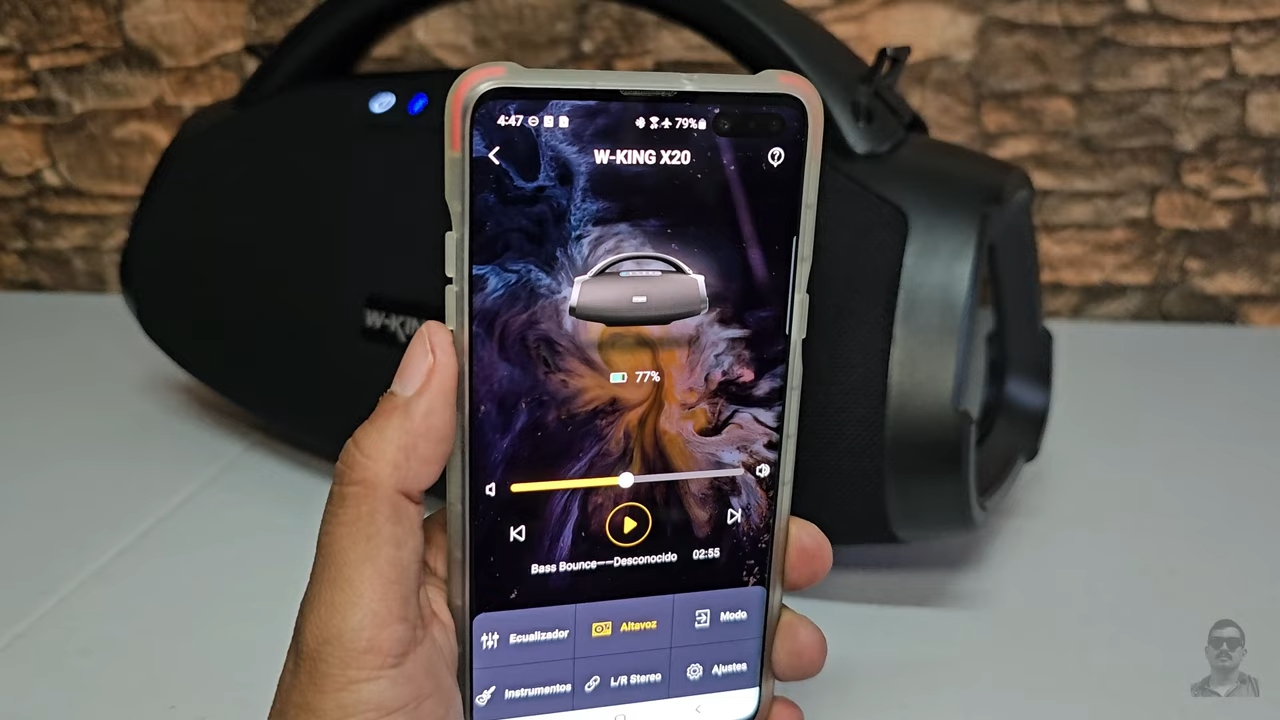 4:47 79%
W-KING X20
W-KIN
77%
Bass Bounce——Desconocido 02:55
Ecualizador Altavoz Modo
Instrumentos L/R Stereo Ajustes